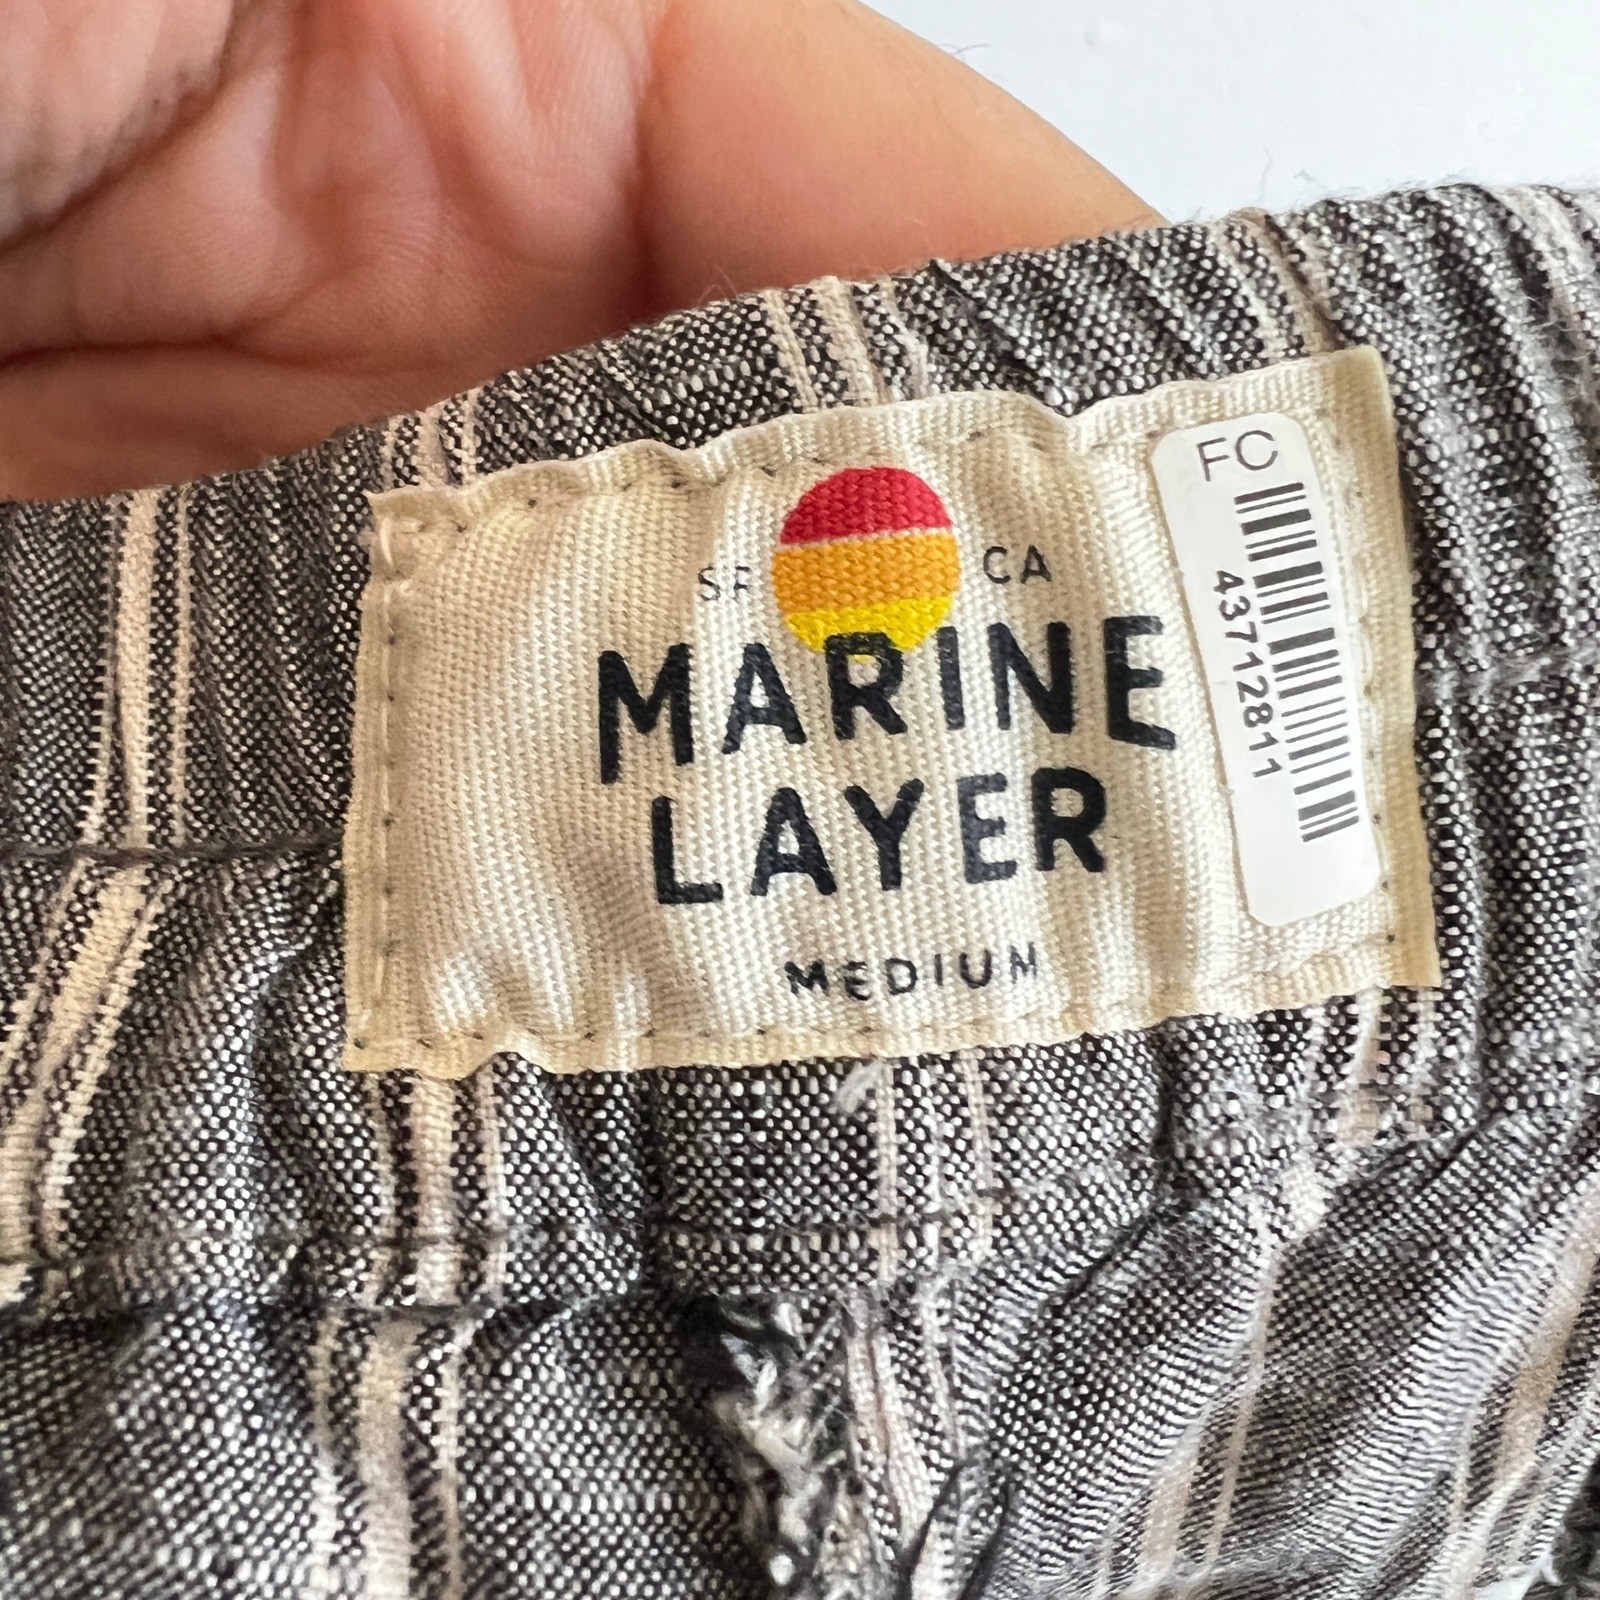 SF CA
MARINE
LAYER
MEDIUM
FC
43712811